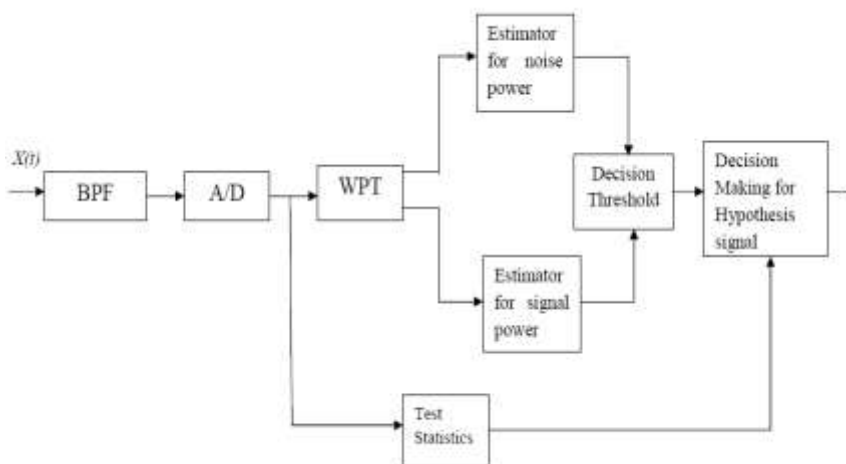 Estimator
for noise
power
X(t)
BPF
A/D
WPT
Decision
Threshold
Decision
Making for
Hypothesis
signal
Estimator
for signal
power
Test
Statistics